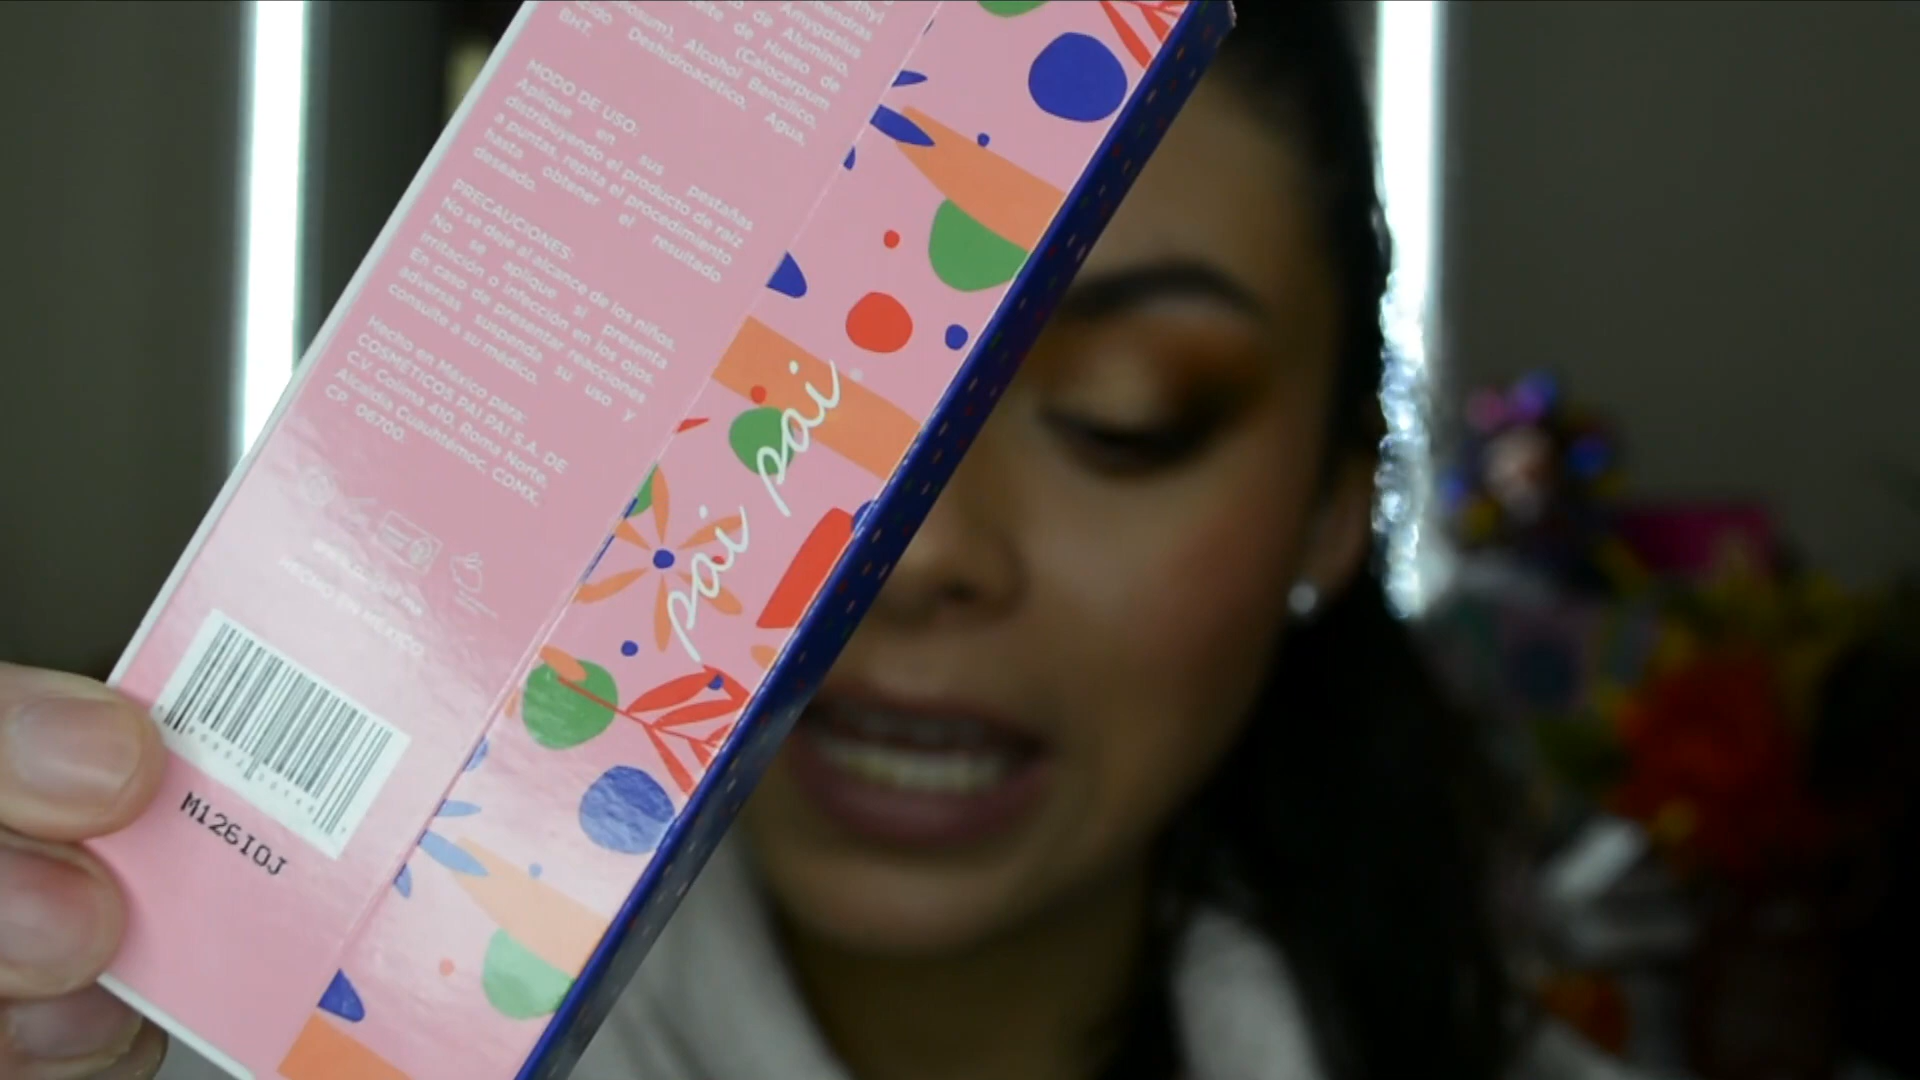 Amygdalus
de Aluminio,
de Hueso de
(Calocarpum
Alcohol Bencílico,
Deshidroacético, Agua,
BHT.
MODO DE USO:
Aplique en sus pestañas
distribuyendo el producto de raíz
a puntas, repita el procedimiento
hasta obtener el resultado
deseado.
PRECAUCIONES:
No se deje al alcance de los niños.
No se aplique si presenta
irritación o infección en los ojos.
En caso de presentar reacciones
adversas suspenda su uso y
consulte a su médico.
Hecho en México para:
COSMÉTICOS PAI PAI S.A. DE
C.V. Colima 410, Roma Norte,
Alcaldía Cuauhtémoc, CDMX,
CP. 06700.
HECHO EN MÉXICO
M126IOJ
pai pai